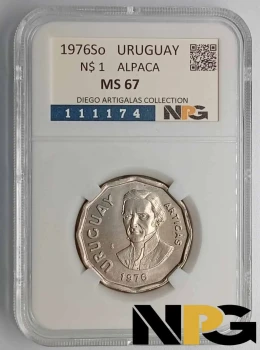 1976So URUGUAY
N$ 1 ALPACA
MS 67
DIEGO ARTIGALAS COLLECTION
111174 NPG
URUGUAY
ARTIGAS
1976
NPG